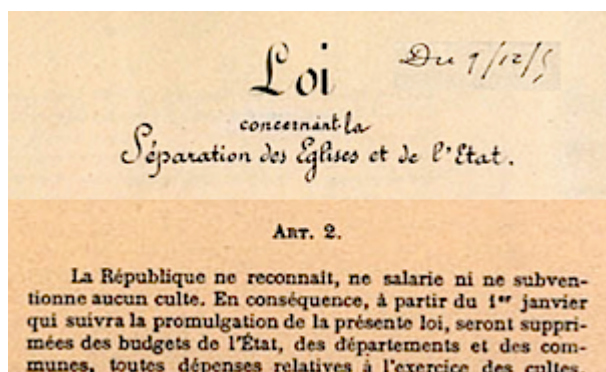 Loi
Du 9/12/5
concernant la
Séparation des Eglises et de l'Etat.
ART. 2.
La République ne reconnaît, ne salarie ni ne subven-
tionne aucun culte. En conséquence, à partir du 1er janvier
qui suivra la promulgation de la présente loi, seront suppri-
mées des budgets de l'État, des départements et des com-
munes, toutes dépenses relatives à l'exercice des cultes.